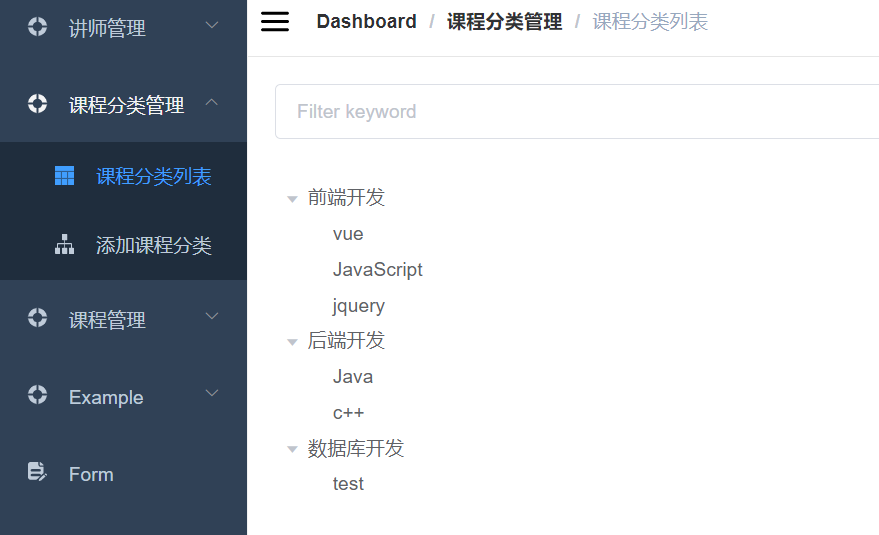 讲师管理
课程分类管理
课程分类列表
添加课程分类
课程管理
Example
Form
Dashboard / 课程分类管理 / 课程分类列表
Filter keyword
前端开发
vue
JavaScript
jquery
后端开发
Java
c++
数据库开发
test